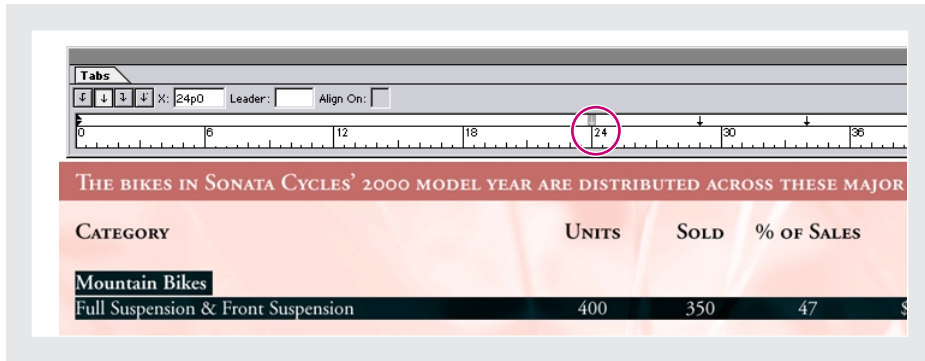 Tabs
X: 24p0 Leader: Align On:
0 6 12 18 24 30 36
THE BIKES IN SONATA CYCLES’ 2000 MODEL YEAR ARE DISTRIBUTED ACROSS THESE MAJOR
CATEGORY UNITS SOLD % OF SALES
Mountain Bikes
Full Suspension & Front Suspension 400 350 47 $